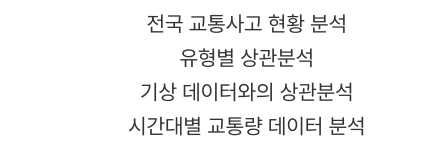 전국 교통사고 현황 분석
유형별 상관분석
기상 데이터와의 상관분석
시간대별 교통량 데이터 분석